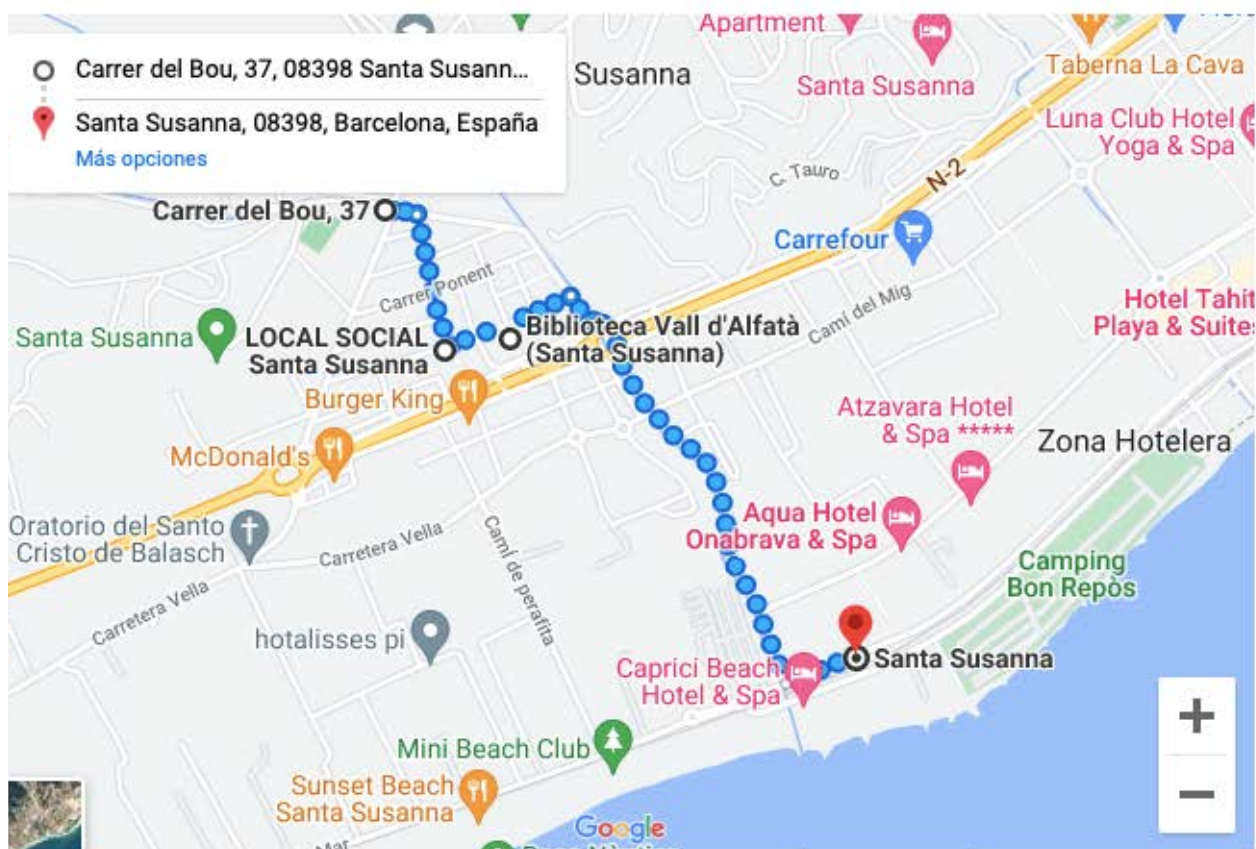 Apartment
Carrer del Bou, 37, 08398 Santa Susann...
Santa Susanna, 08398, Barcelona, España
Más opciones
Susanna
Santa Susanna
Taberna La Cava
Luna Club Hotel
Yoga & Spa
C. Tauro
N-2
Carrer del Bou, 37
Carrefour
Carrer Ponent
Camí del Mig
Hotel Tahit
Playa & Suite
Santa Susanna
LOCAL SOCIAL
Santa Susanna
Biblioteca Vall d'Alfatà
(Santa Susanna)
Burger King
McDonald's
Atzavara Hotel
& Spa *****
Zona Hotelera
Oratorio del Santo
Cristo de Balasch
Carretera Vella
Camí de perafita
Aqua Hotel
Onabrava & Spa
Camping
Bon Repòs
Carretera Vella
hotalisses pi
Caprici Beach
Hotel & Spa
Santa Susanna
Mini Beach Club
Sunset Beach
Santa Susanna
Google
Mar